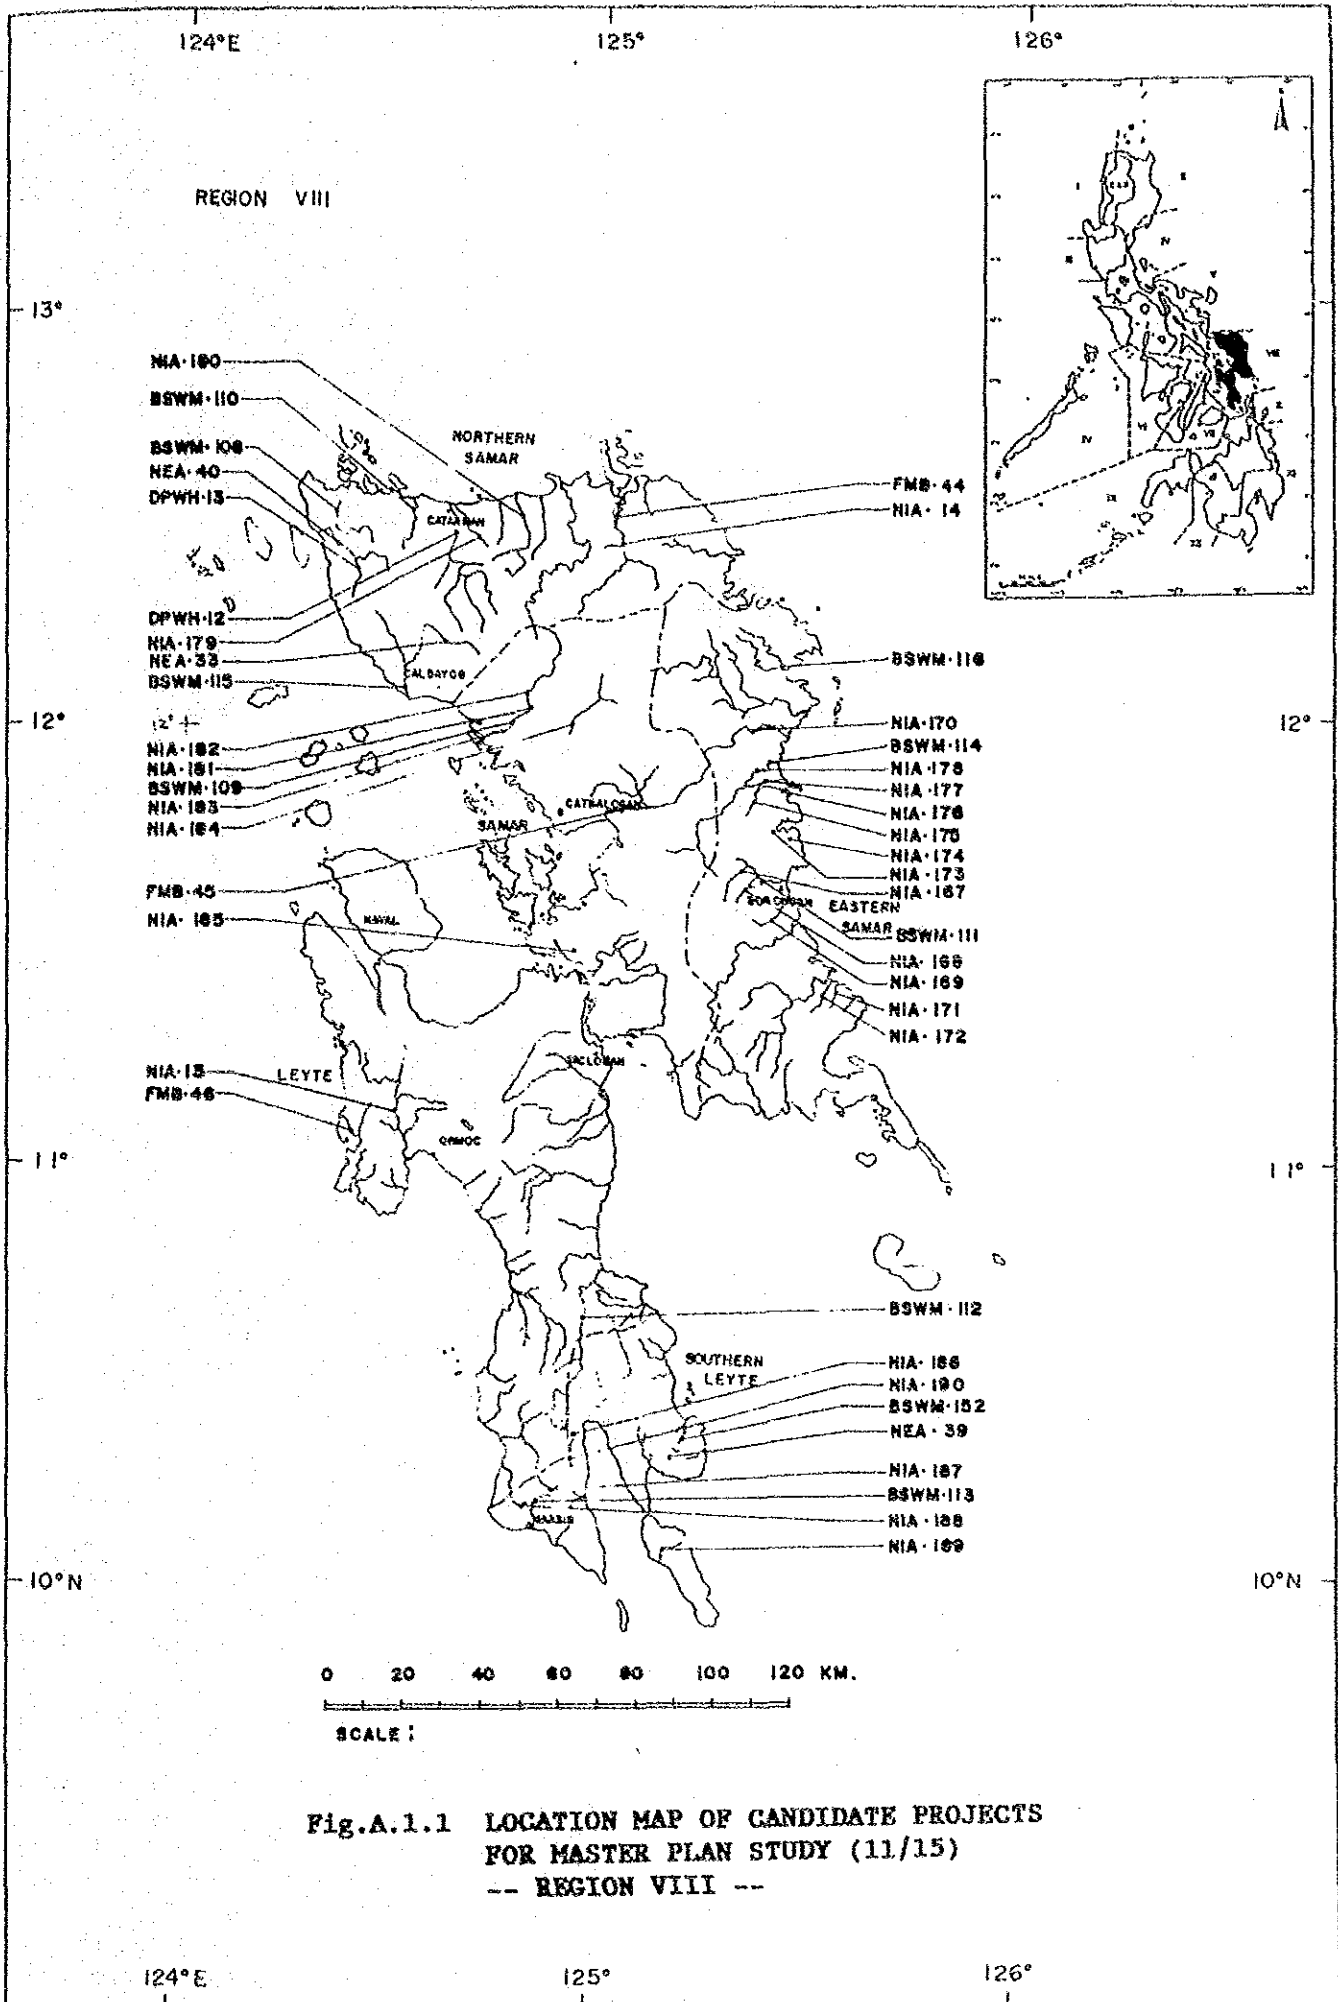 124°E 125° 126°
REGION VIII
13°
NIA·180
BSWM·110
BSWM·108
NEA·40
DPWH·13
NORTHERN
SAMAR
CATARMAN
FMB·44
NIA·14
DPWH·12
NIA·179
NEA·33
BSWM·115
CALBAYOG
BSWM·116
12°
12°
12°
NIA·182
NIA·181
BSWM·109
NIA·183
NIA·184
NIA·170
BSWM·114
NIA·178
NIA·177
NIA·176
NIA·175
NIA·174
NIA·173
NIA·167
CATBALOGAN
SAMAR
FMB·45
NIA·185
NAVAL
BORONGAN
EASTERN
SAMAR
BSWM·111
NIA·168
NIA·169
NIA·171
NIA·172
NIA·15
FMB·46
LEYTE
TACLOBAN
ORMOC
11°
11°
BSWM·112
SOUTHERN
LEYTE
NIA·186
NIA·190
BSWM·152
NEA·39
NIA·187
BSWM·113
NIA·188
NIA·189
MAASIN
10°N
10°N
0 20 40 60 80 100 120 KM.
SCALE :
Fig.A.1.1 LOCATION MAP OF CANDIDATE PROJECTS
FOR MASTER PLAN STUDY (11/15)
-- REGION VIII --
124°E 125° 126°